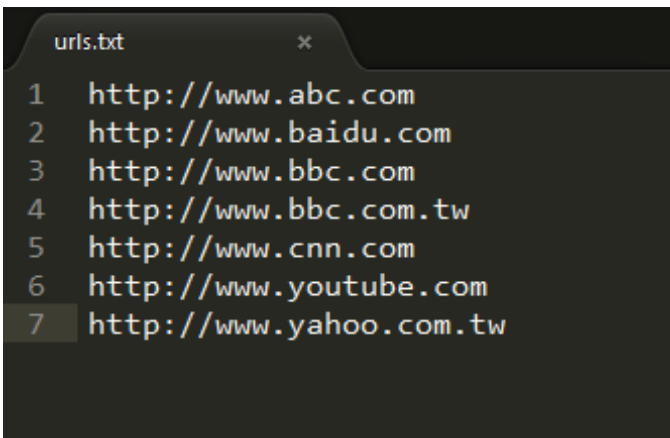 urls.txt ×
1 http://www.abc.com
2 http://www.baidu.com
3 http://www.bbc.com
4 http://www.bbc.com.tw
5 http://www.cnn.com
6 http://www.youtube.com
7 http://www.yahoo.com.tw